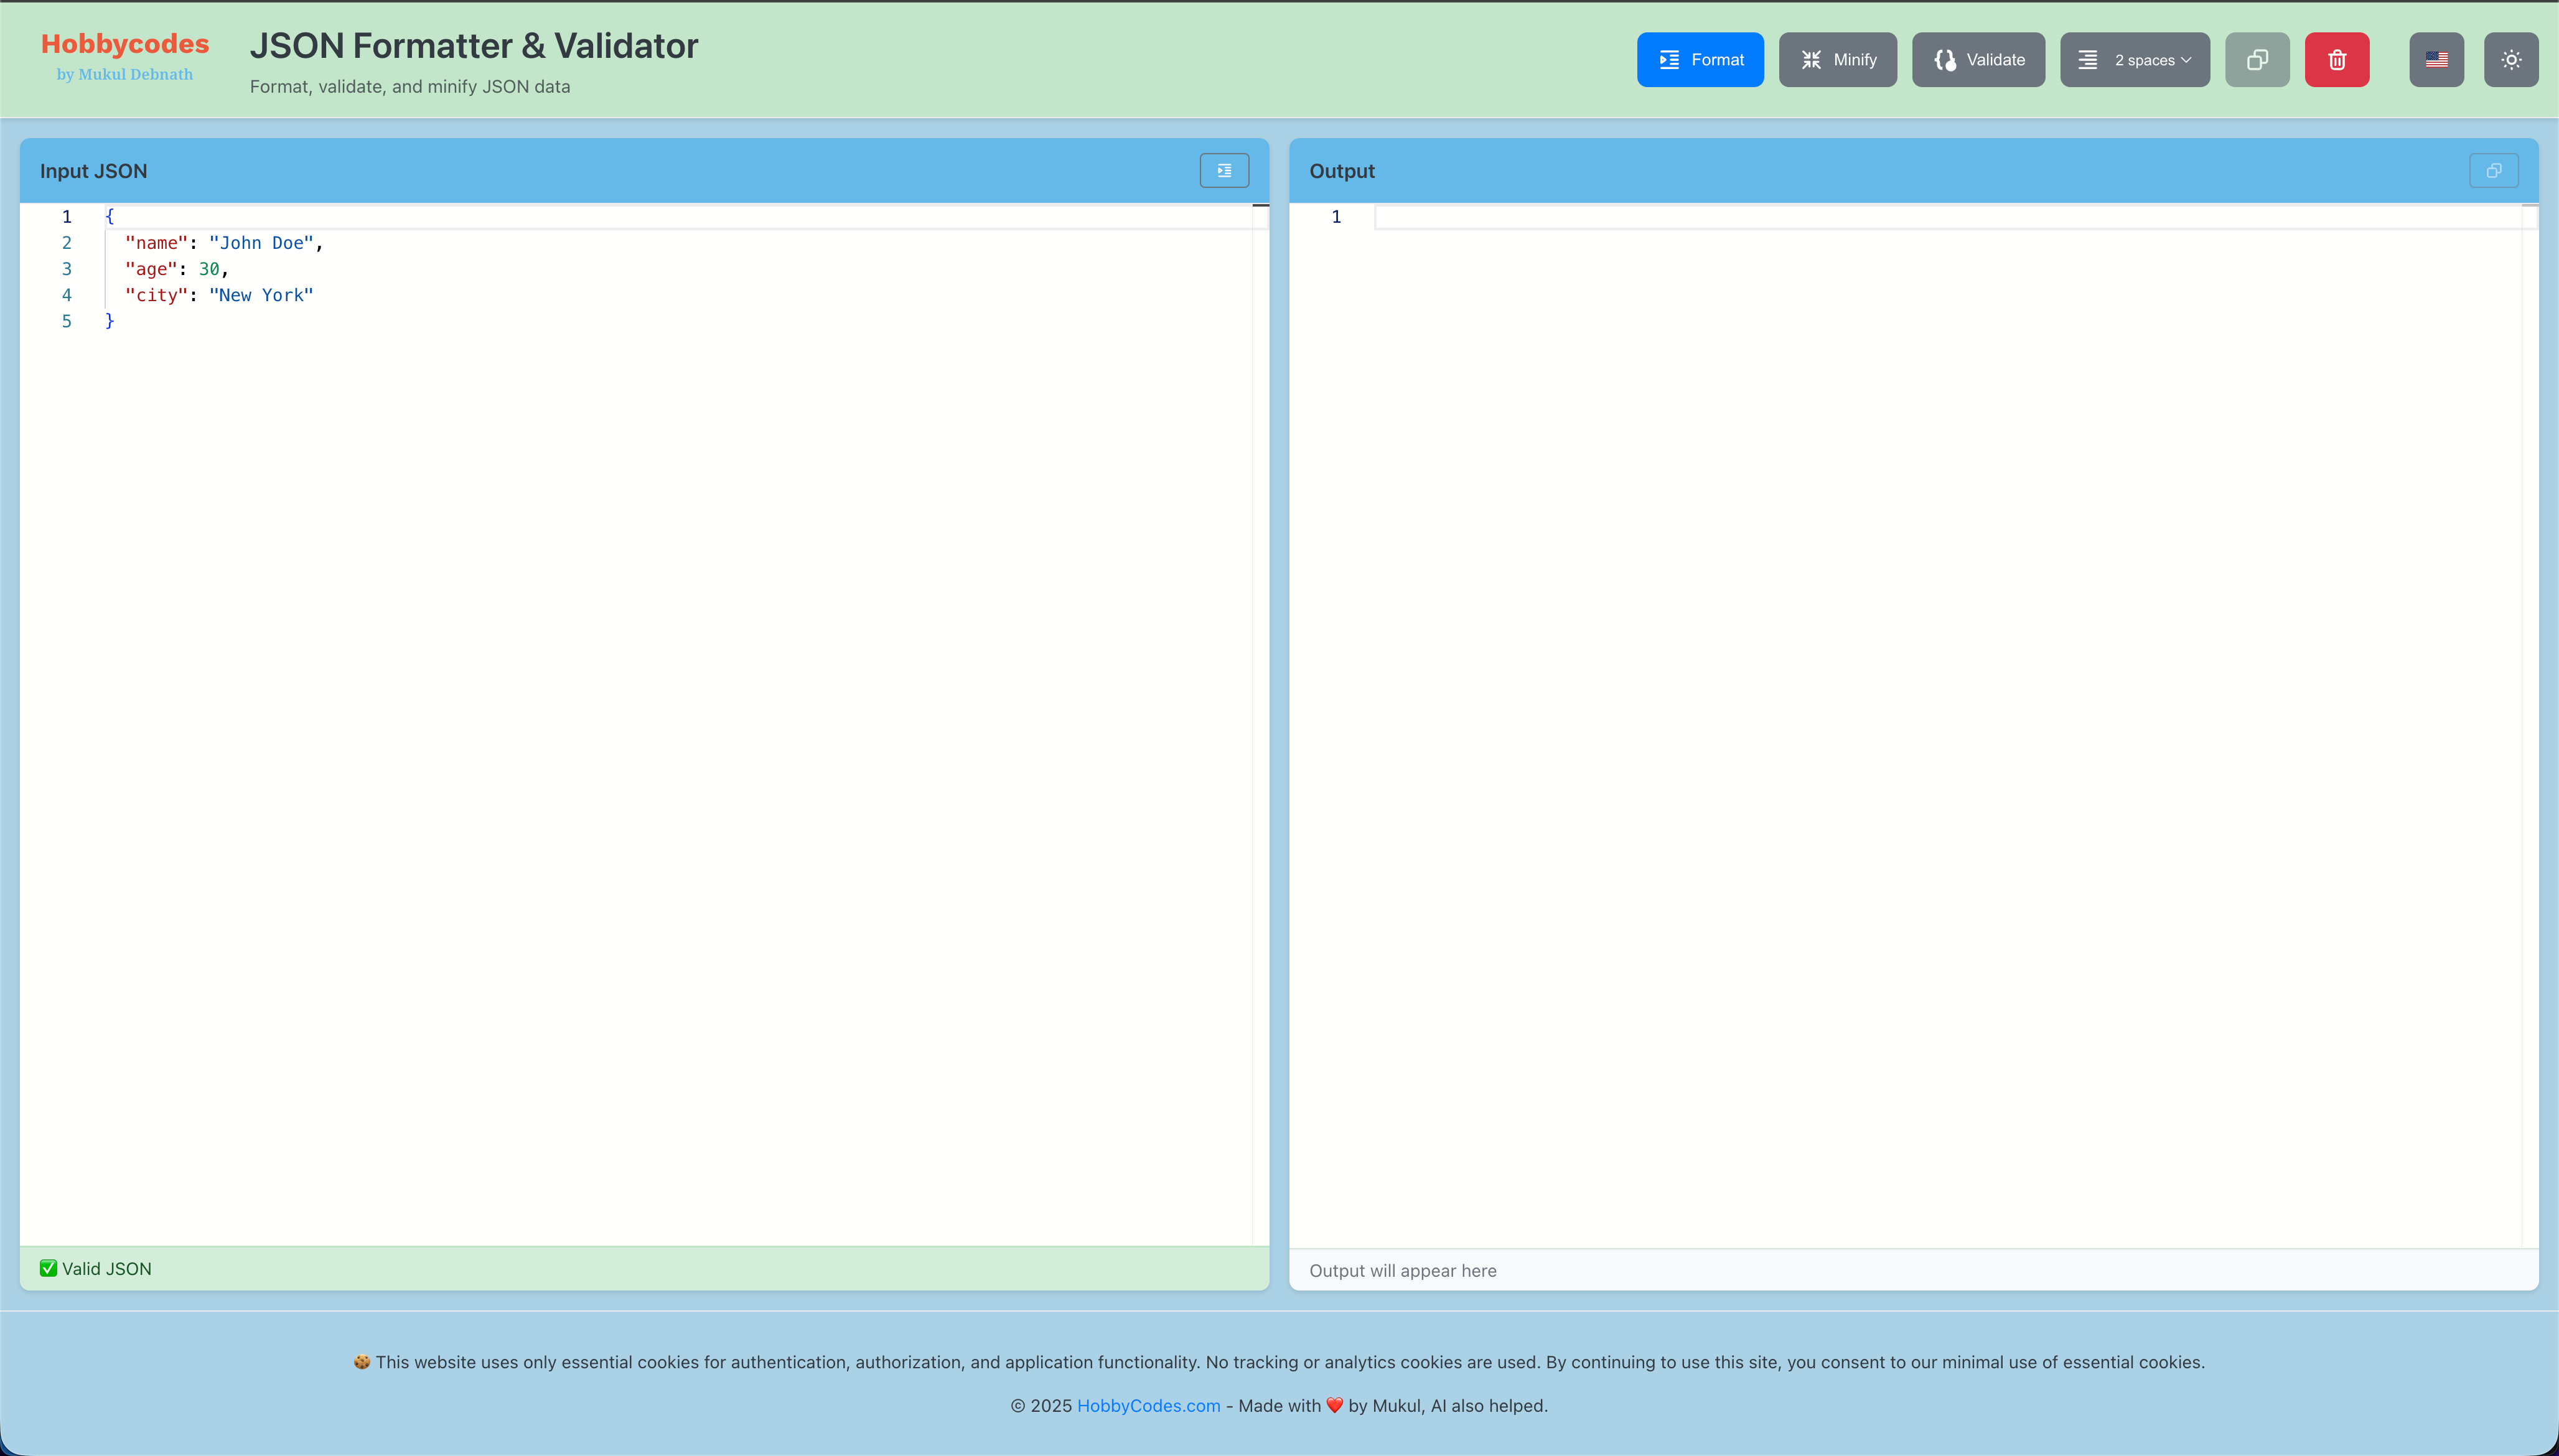 Hobbycodes
by Mukul Debnath
JSON Formatter & Validator
Format, validate, and minify JSON data
Format
Minify
Validate
2 spaces
Input JSON
1 {
2 "name": "John Doe",
3 "age": 30,
4 "city": "New York"
5 }
✅ Valid JSON
Output
1
Output will appear here
🍪 This website uses only essential cookies for authentication, authorization, and application functionality. No tracking or analytics cookies are used. By continuing to use this site, you consent to our minimal use of essential cookies.
© 2025 HobbyCodes.com - Made with ❤️ by Mukul, AI also helped.